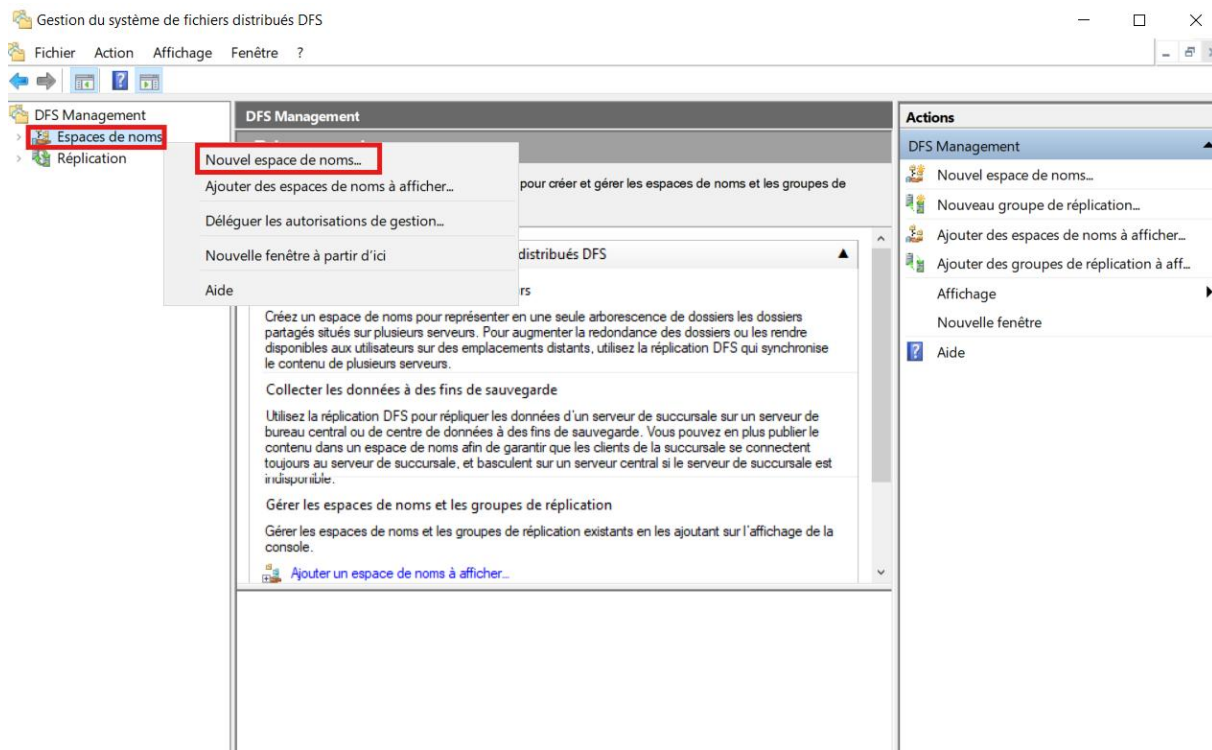 Gestion du système de fichiers distribués DFS
Fichier Action Affichage Fenêtre ?
DFS Management
Espaces de noms
Réplication
Nouvel espace de noms...
Ajouter des espaces de noms à afficher...
Déléguer les autorisations de gestion...
Nouvelle fenêtre à partir d'ici
Aide
DFS Management
pour créer et gérer les espaces de noms et les groupes de
distribués DFS
rs
Créez un espace de noms pour représenter en une seule arborescence de dossiers les dossiers
partagés situés sur plusieurs serveurs. Pour augmenter la redondance des dossiers ou les rendre
disponibles aux utilisateurs sur des emplacements distants, utilisez la réplication DFS qui synchronise
le contenu de plusieurs serveurs.
Collecter les données à des fins de sauvegarde
Utilisez la réplication DFS pour répliquer les données d'un serveur de succursale sur un serveur de
bureau central ou de centre de données à des fins de sauvegarde. Vous pouvez en plus publier le
contenu dans un espace de noms afin de garantir que les clients de la succursale se connectent
toujours au serveur de succursale, et basculent sur un serveur central si le serveur de succursale est
indisponible.
Gérer les espaces de noms et les groupes de réplication
Gérer les espaces de noms et les groupes de réplication existants en les ajoutant sur l'affichage de la
console.
Ajouter un espace de noms à afficher...
Actions
DFS Management
Nouvel espace de noms...
Nouveau groupe de réplication...
Ajouter des espaces de noms à afficher...
Ajouter des groupes de réplication à aff...
Affichage
Nouvelle fenêtre
Aide